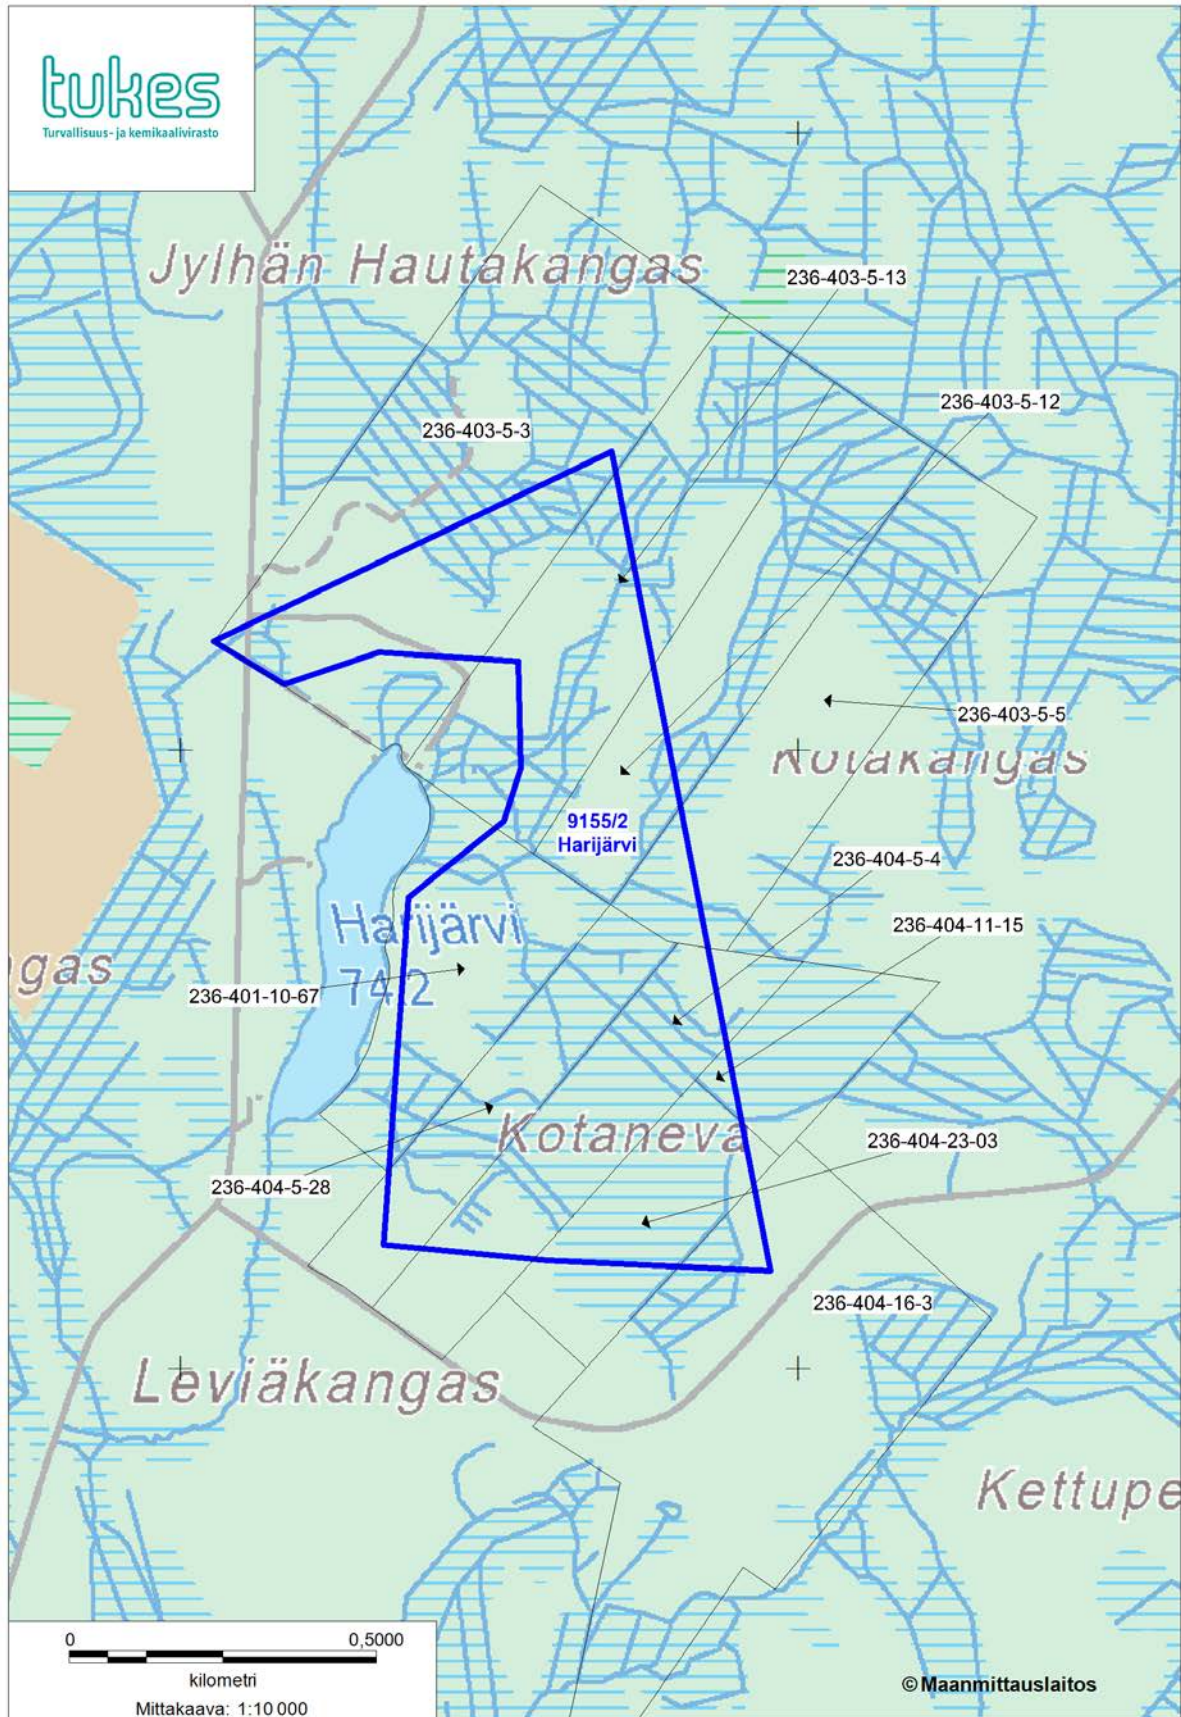 tukes
Turvallisuus- ja kemikaalivirasto
Jylhän Hautakangas
236-403-5-13
236-403-5-12
236-403-5-3
236-403-5-5
Kotakangas
9155/2
Harijärvi
236-404-5-4
236-404-11-15
Harijärvi
74.2
ngas
236-401-10-67
Kotaneva
236-404-23-03
236-404-5-28
236-404-16-3
Leviäkangas
Kettupe
0 0,5000
kilometri
Mittakaava: 1:10 000
© Maanmittauslaitos